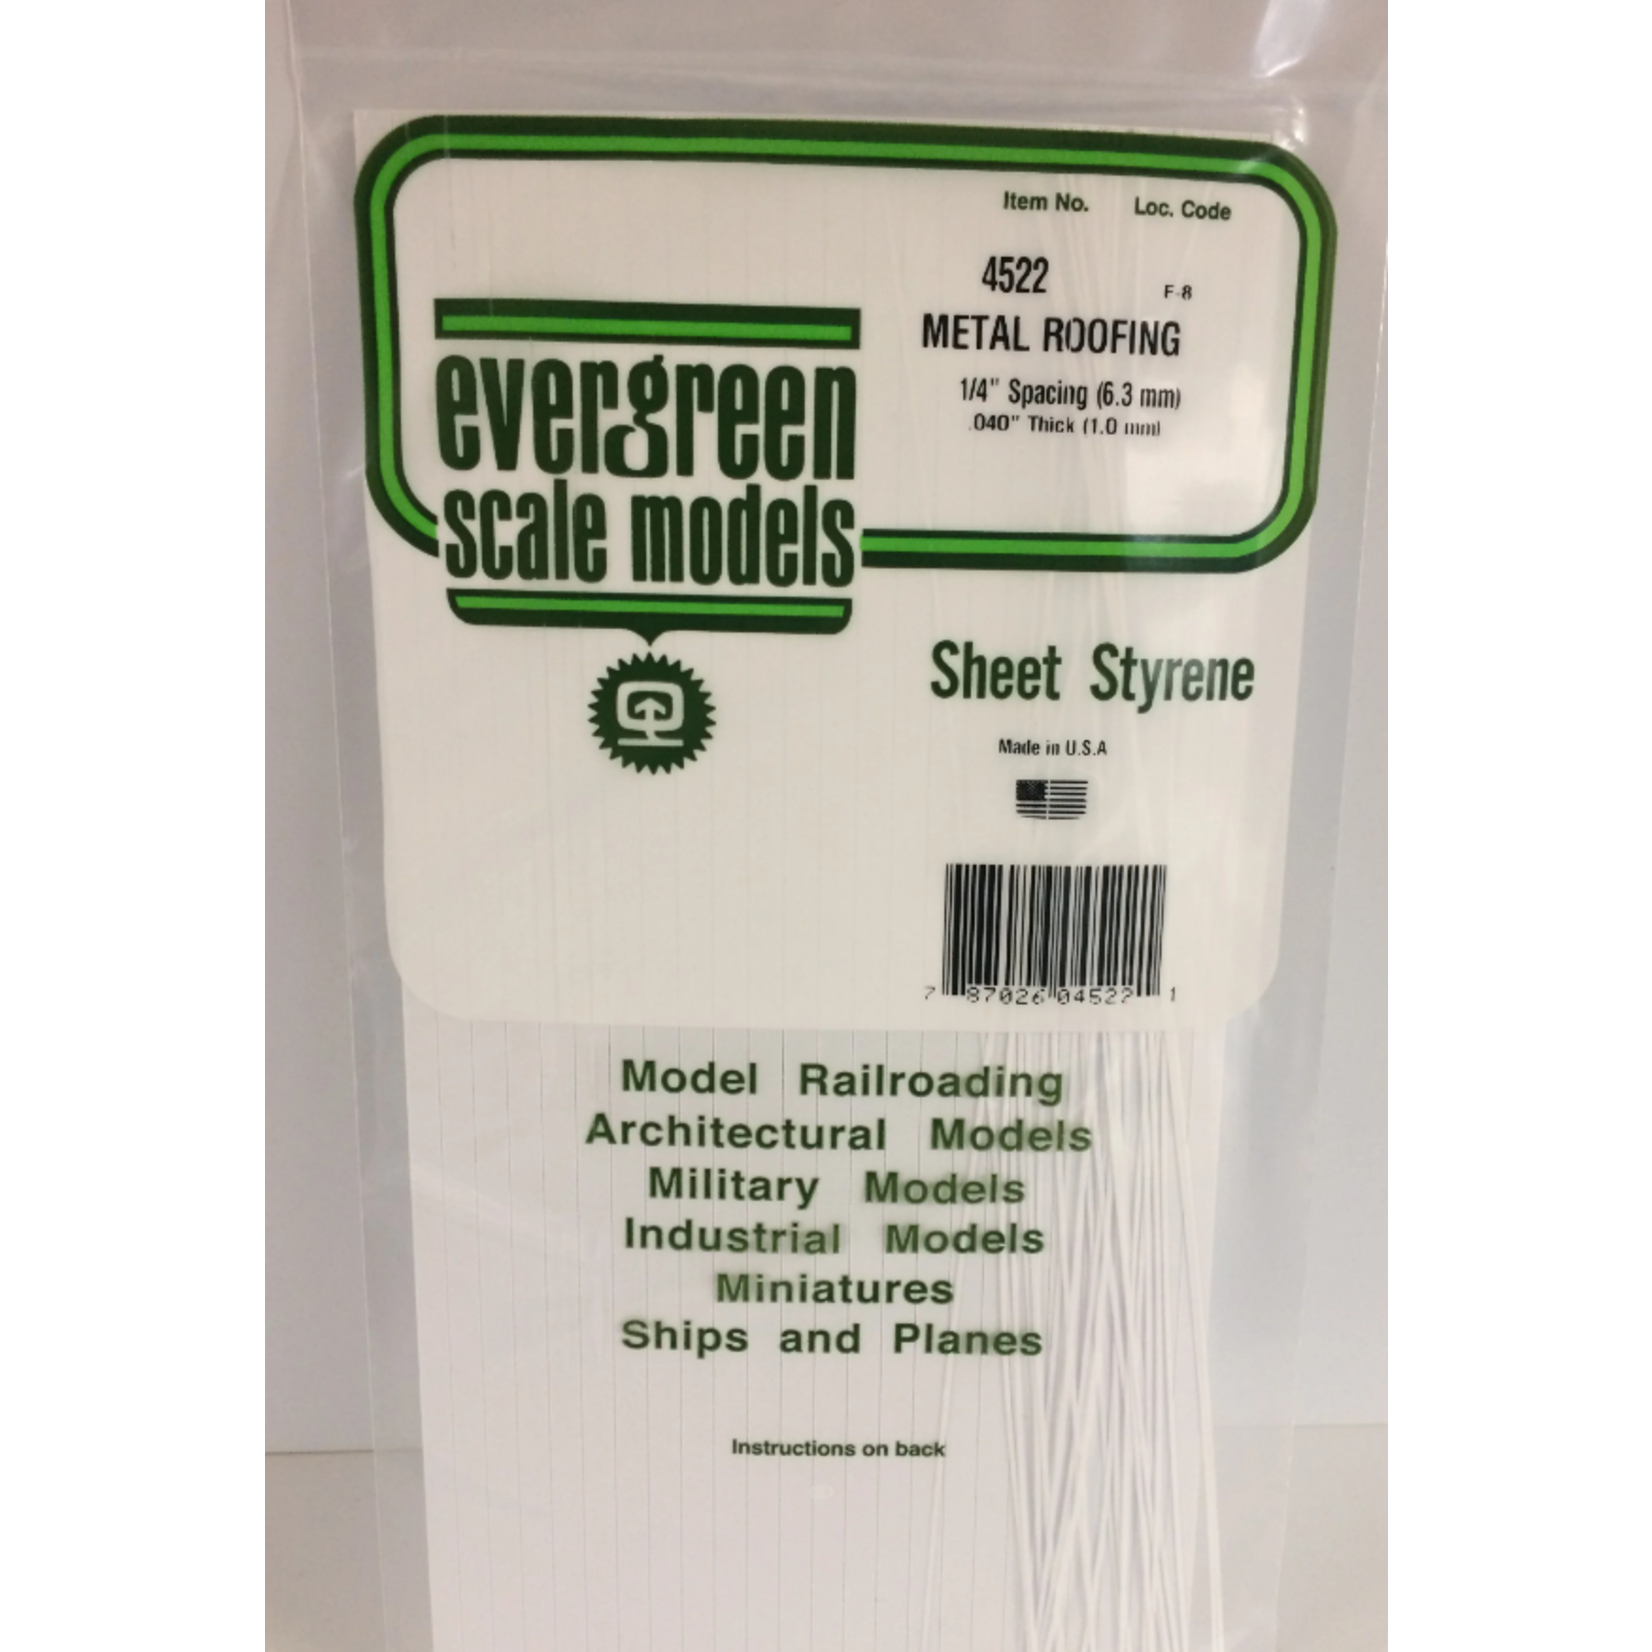 Item No. Loc. Code
4522 F-8
METAL ROOFING
1/4" Spacing (6.3 mm)
.040" Thick (1.0 mm)
evergreen
scale models
Sheet Styrene
Made in U.S.A
7 87026 04522 1
Model Railroading
Architectural Models
Military Models
Industrial Models
Miniatures
Ships and Planes
Instructions on back